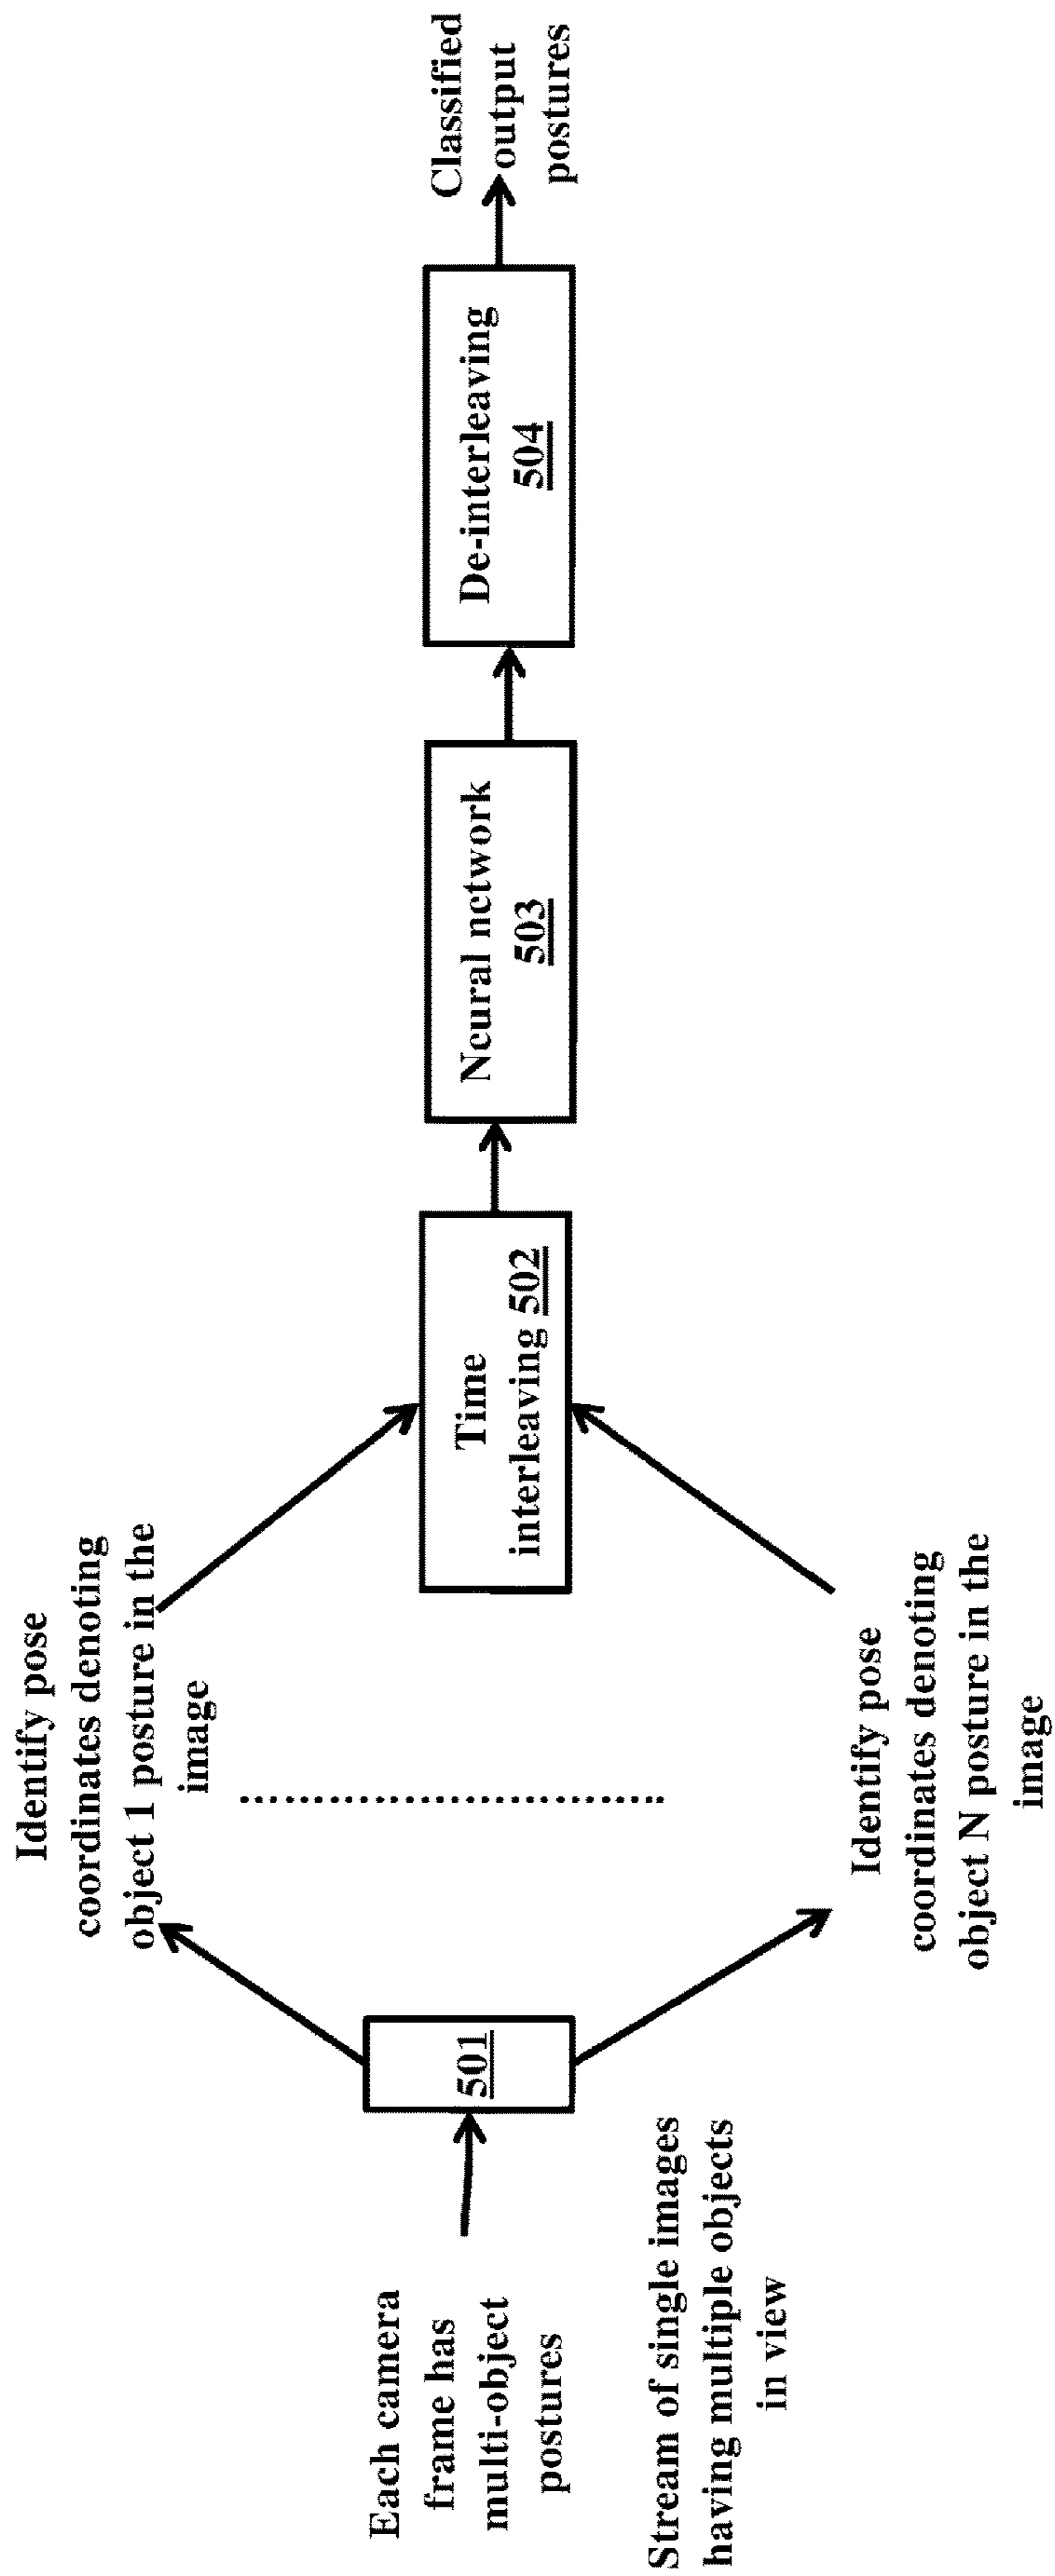 Each camera
frame has
multi-object
postures
Stream of single images
having multiple objects
in view
501
Identify pose
coordinates denoting
object 1 posture in the
image
Identify pose
coordinates denoting
object N posture in the
image
Time
interleaving 502
Neural network
503
De-interleaving
504
Classified
output
postures